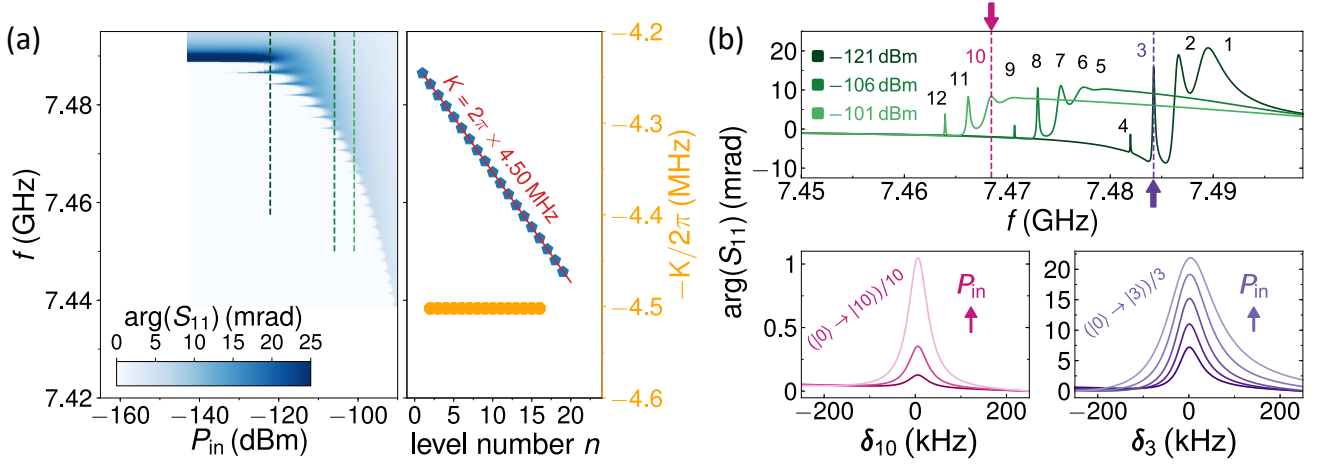 (a)
f (GHz)
7.48
7.46
7.44
7.42
arg(S₁₁) (mrad)
0 5 10 15 20 25
−160 −140 −120 −100
P_in (dBm)
K = 2π × 4.50 MHz
0 5 10 15 20
level number n
−4.2
−4.3
−4.4
−4.5
−4.6
−K/2π (MHz)
(b)
−121 dBm
−106 dBm
−101 dBm
12 11 10 9 8 7 6 5 4 3 2 1
20
10
0
−10
7.45 7.46 7.47 7.48 7.49
f (GHz)
arg(S₁₁) (mrad)
1
0.5
0
(|0⟩ → |10⟩)/10
P_in
−200 0 200
δ₁₀ (kHz)
20
15
10
5
0
(|0⟩ → |3⟩)/3
P_in
−200 0 200
δ₃ (kHz)